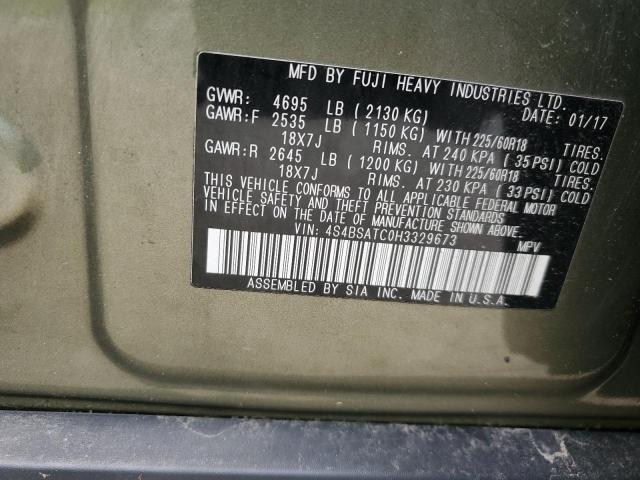 MFD BY FUJI HEAVY INDUSTRIES LTD.
GVWR: 4695 LB (2130 KG) DATE: 01/17
GAWR: F 2535 LB (1150 KG) WITH 225/60R18 TIRES.
18X7J RIMS. AT 240 KPA (35 PSI) COLD
GAWR: R 2645 LB (1200 KG) WITH 225/60R18 TIRES.
18X7J RIMS. AT 230 KPA (33 PSI) COLD
THIS VEHICLE CONFORMS TO ALL APPLICABLE FEDERAL MOTOR
VEHICLE SAFETY AND THEFT PREVENTION STANDARDS
IN EFFECT ON THE DATE OF MANUFACTURE SHOWN ABOVE.
VIN: 4S4BSATC0H3329673 MPV
ASSEMBLED BY SIA INC. MADE IN U.S.A.